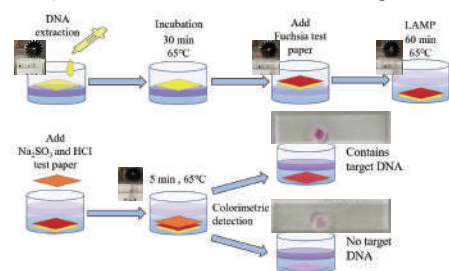 DNA
extraction
Incubation
30 min
65℃
Add
Fuchsia test
paper
LAMP
60 min
65℃
Add
Na₂SO₃ and HCI
test paper
5 min , 65℃
Colorimetric
detection
Contains
target DNA
No target
DNA